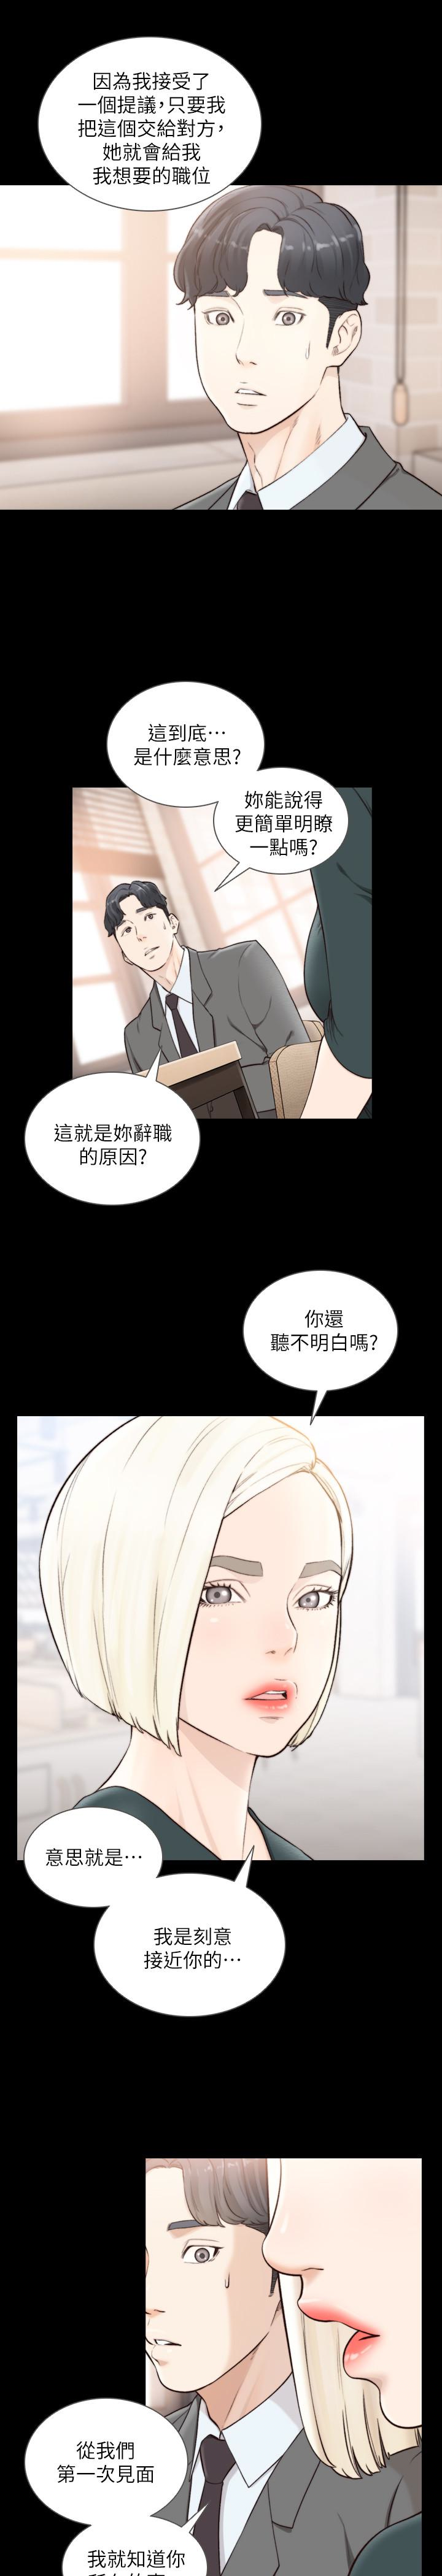 因為我接受了
一個提議,只要我
把這個交給對方,
她就會給我
我想要的職位
這到底…
是什麼意思?
妳能說得
更簡單明瞭
一點嗎?
這就是妳辭職
的原因?
你還
聽不明白嗎?
意思就是…
我是刻意
接近你的…
從我們
第一次見面
我就知道你